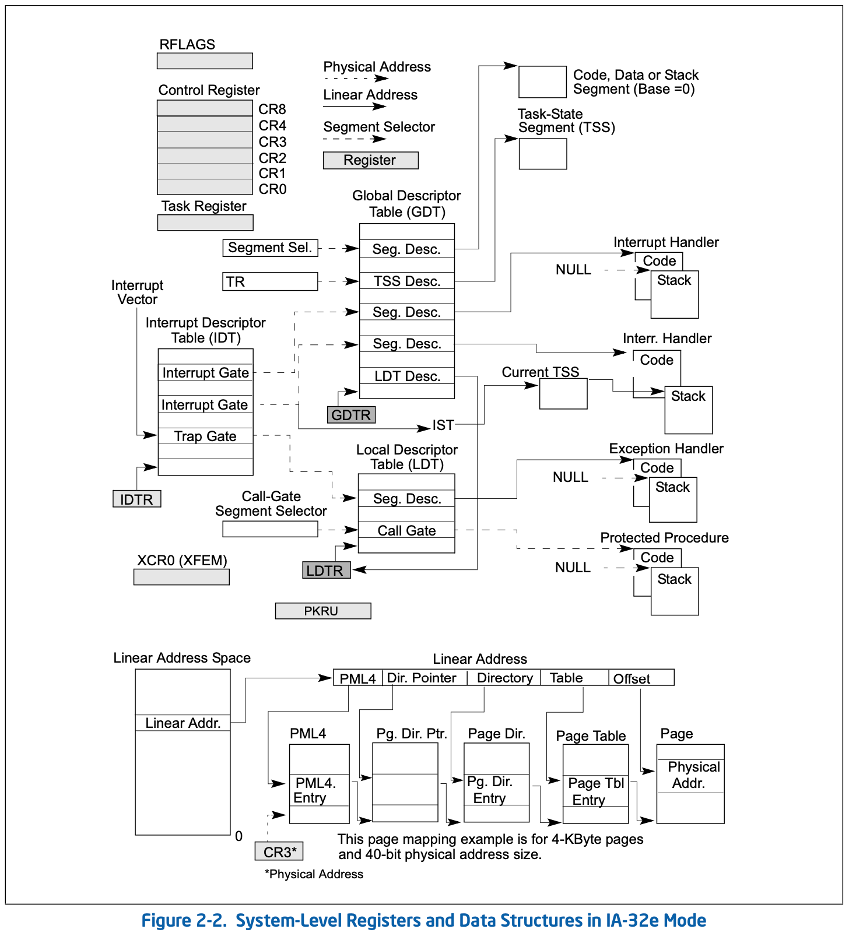 RFLAGS
Control Register
CR8
CR4
CR3
CR2
CR1
CR0
Task Register
Physical Address
Linear Address
Segment Selector
Register
Code, Data or Stack
Segment (Base =0)
Task-State
Segment (TSS)
Global Descriptor
Table (GDT)
Segment Sel.
Seg. Desc.
TR
TSS Desc.
Seg. Desc.
Seg. Desc.
LDT Desc.
GDTR
Interrupt Handler
Code
NULL
Stack
Interrupt
Vector
Interrupt Descriptor
Table (IDT)
Interrupt Gate
Interrupt Gate
Trap Gate
IDTR
Interr. Handler
Code
Current TSS
Stack
IST
Local Descriptor
Table (LDT)
Seg. Desc.
Call-Gate
Segment Selector
Call Gate
LDTR
Exception Handler
Code
NULL
Stack
Protected Procedure
Code
NULL
Stack
XCR0 (XFEM)
PKRU
Linear Address Space
Linear Addr.
0
Linear Address
PML4
Dir. Pointer
Directory
Table
Offset
PML4
PML4.
Entry
Pg. Dir. Ptr.
Page Dir.
Pg. Dir.
Entry
Page Table
Page Tbl
Entry
Page
Physical
Addr.
CR3*
*Physical Address
This page mapping example is for 4-KByte pages
and 40-bit physical address size.
Figure 2-2. System-Level Registers and Data Structures in IA-32e Mode